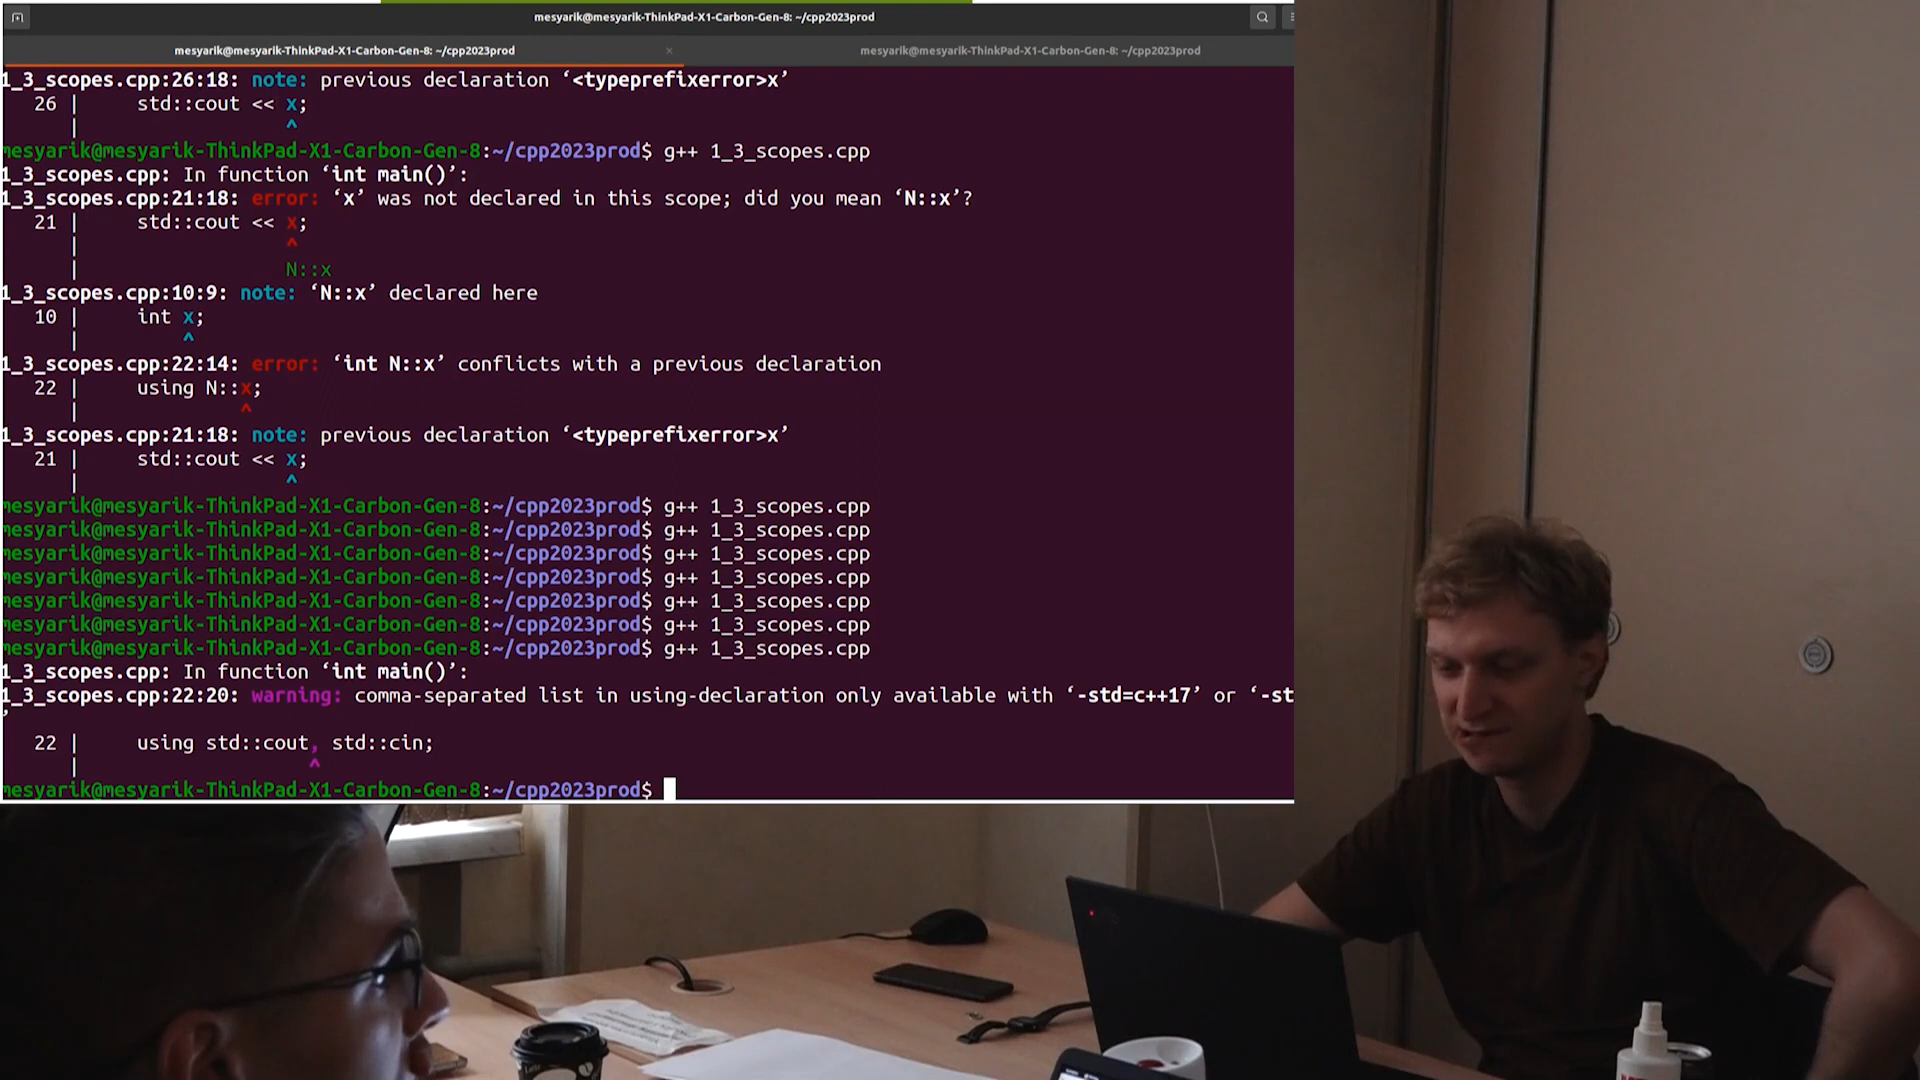 mesyarik@mesyarik-ThinkPad-X1-Carbon-Gen-8: ~/cpp2023prod
mesyarik@mesyarik-ThinkPad-X1-Carbon-Gen-8: ~/cpp2023prod
mesyarik@mesyarik-ThinkPad-X1-Carbon-Gen-8: ~/cpp2023prod
1_3_scopes.cpp:26:18: note: previous declaration ‘<typeprefixerror>x’
26 | std::cout << x;
| ^
mesyarik@mesyarik-ThinkPad-X1-Carbon-Gen-8:~/cpp2023prod$ g++ 1_3_scopes.cpp
1_3_scopes.cpp: In function ‘int main()’:
1_3_scopes.cpp:21:18: error: ‘x’ was not declared in this scope; did you mean ‘N::x’?
21 | std::cout << x;
| ^
| N::x
1_3_scopes.cpp:10:9: note: ‘N::x’ declared here
10 | int x;
| ^
1_3_scopes.cpp:22:14: error: ‘int N::x’ conflicts with a previous declaration
22 | using N::x;
| ^
1_3_scopes.cpp:21:18: note: previous declaration ‘<typeprefixerror>x’
21 | std::cout << x;
| ^
mesyarik@mesyarik-ThinkPad-X1-Carbon-Gen-8:~/cpp2023prod$ g++ 1_3_scopes.cpp
mesyarik@mesyarik-ThinkPad-X1-Carbon-Gen-8:~/cpp2023prod$ g++ 1_3_scopes.cpp
mesyarik@mesyarik-ThinkPad-X1-Carbon-Gen-8:~/cpp2023prod$ g++ 1_3_scopes.cpp
mesyarik@mesyarik-ThinkPad-X1-Carbon-Gen-8:~/cpp2023prod$ g++ 1_3_scopes.cpp
mesyarik@mesyarik-ThinkPad-X1-Carbon-Gen-8:~/cpp2023prod$ g++ 1_3_scopes.cpp
mesyarik@mesyarik-ThinkPad-X1-Carbon-Gen-8:~/cpp2023prod$ g++ 1_3_scopes.cpp
mesyarik@mesyarik-ThinkPad-X1-Carbon-Gen-8:~/cpp2023prod$ g++ 1_3_scopes.cpp
1_3_scopes.cpp: In function ‘int main()’:
1_3_scopes.cpp:22:20: warning: comma-separated list in using-declaration only available with ‘-std=c++17’ or ‘-st
’
22 | using std::cout, std::cin;
| ^
mesyarik@mesyarik-ThinkPad-X1-Carbon-Gen-8:~/cpp2023prod$